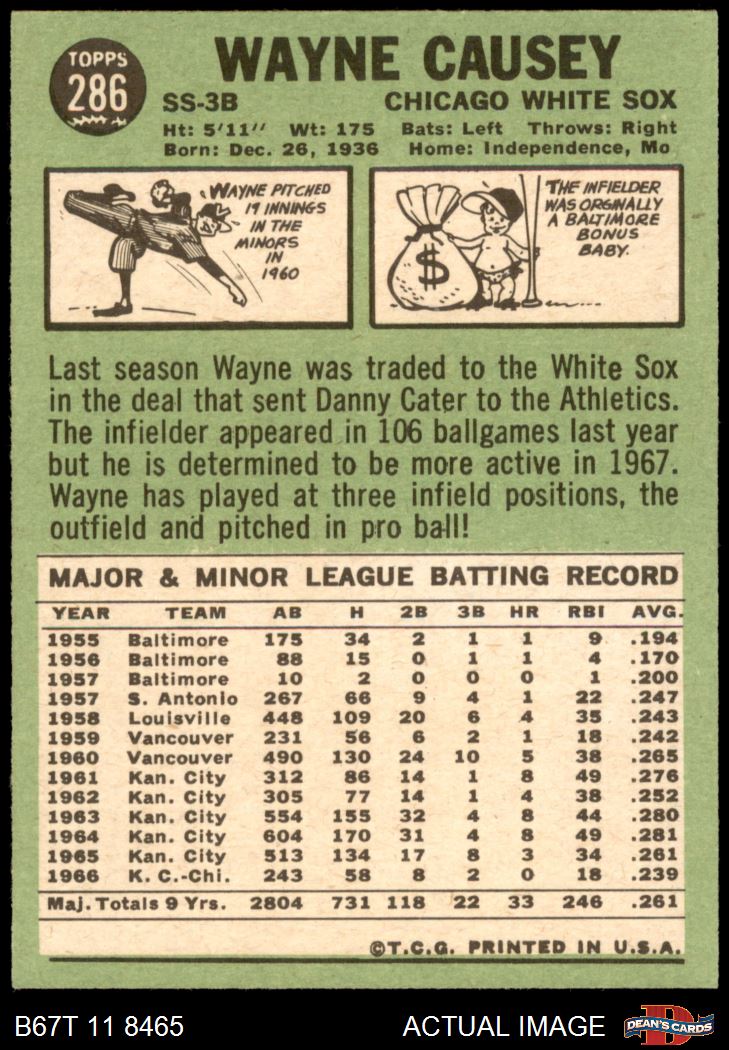 TOPPS
286
WAYNE CAUSEY
SS-3B CHICAGO WHITE SOX
Ht: 5'11" Wt: 175 Bats: Left Throws: Right
Born: Dec. 26, 1936 Home: Independence, Mo
WAYNE PITCHED
19 INNINGS
IN THE
MINORS
IN
1960
$
THE INFIELDER
WAS ORGINALLY
A BALTIMORE
BONUS
BABY.
Last season Wayne was traded to the White Sox
in the deal that sent Danny Cater to the Athletics.
The infielder appeared in 106 ballgames last year
but he is determined to be more active in 1967.
Wayne has played at three infield positions, the
outfield and pitched in pro ball!
MAJOR & MINOR LEAGUE BATTING RECORD
YEAR TEAM AB H 2B 3B HR RBI AVG.
1955 Baltimore 175 34 2 1 1 9 .194
1956 Baltimore 88 15 0 1 1 4 .170
1957 Baltimore 10 2 0 0 0 1 .200
1957 S. Antonio 267 66 9 4 1 22 .247
1958 Louisville 448 109 20 6 4 35 .243
1959 Vancouver 231 56 6 2 1 18 .242
1960 Vancouver 490 130 24 10 5 38 .265
1961 Kan. City 312 86 14 1 8 49 .276
1962 Kan. City 305 77 14 1 4 38 .252
1963 Kan. City 554 155 32 4 8 44 .280
1964 Kan. City 604 170 31 4 8 49 .281
1965 Kan. City 513 134 17 8 3 34 .261
1966 K. C.-Chi. 243 58 8 2 0 18 .239
Maj. Totals 9 Yrs. 2804 731 118 22 33 246 .261
©T.C.G. PRINTED IN U.S.A.
B67T 11 8465 ACTUAL IMAGE
D
DEAN'S CARDS